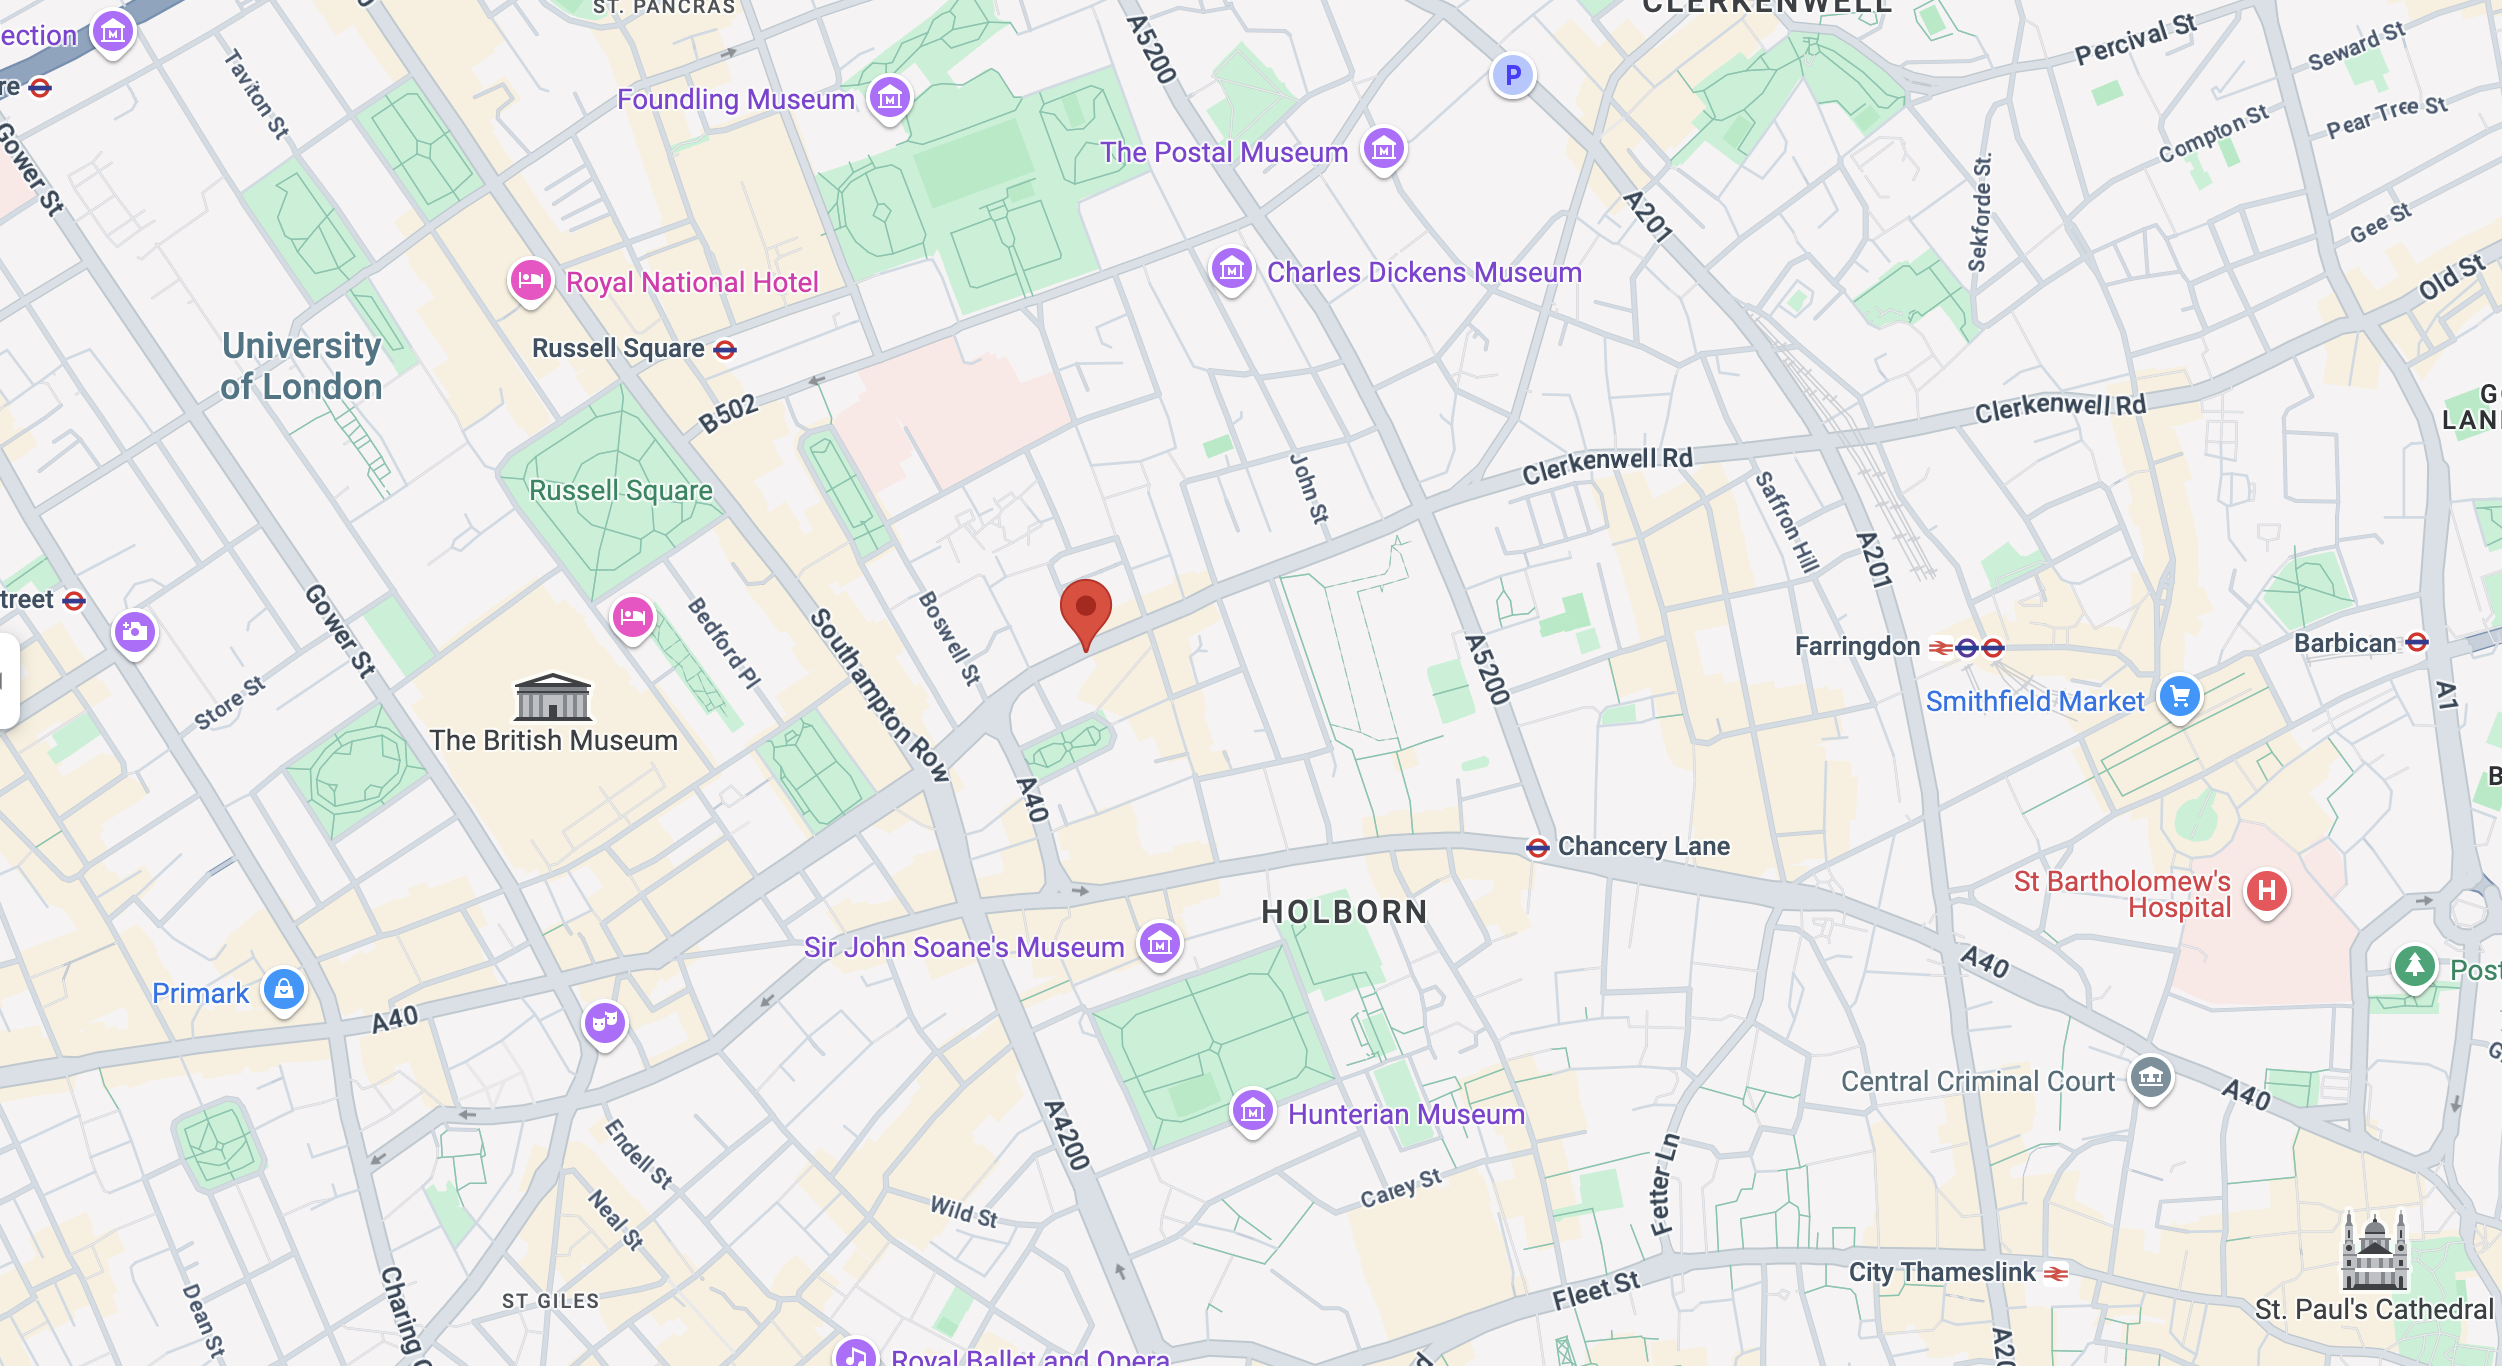 ST. PANCRAS
CLERKENWELL
ection
Taviton St
A5200
Percival St
Seward St
re
Foundling Museum
P
Pear Tree St
Compton St
Gower St
The Postal Museum
A201
Sekforde St.
Gee St
Royal National Hotel
Charles Dickens Museum
Old St
University
of London
Russell Square
B502
Clerkenwell Rd
LAN
Russell Square
John St
Clerkenwell Rd
Saffron Hill
A201
treet
Gower St
Bedford Pl
Southampton Row
Boswell St
A5200
Farringdon
Barbican
Store St
Smithfield Market
A1
The British Museum
A40
Chancery Lane
St Bartholomew's
Hospital
H
HOLBORN
Sir John Soane's Museum
A40
Post
Primark
A40
Central Criminal Court
A40
Hunterian Museum
A4200
Endell St
Neal St
Wild St
Carey St
Fetter Ln
City Thameslink
Fleet St
ST GILES
Dean St
Charing C
St. Paul's Cathedral
A20
Royal Ballet and Opera